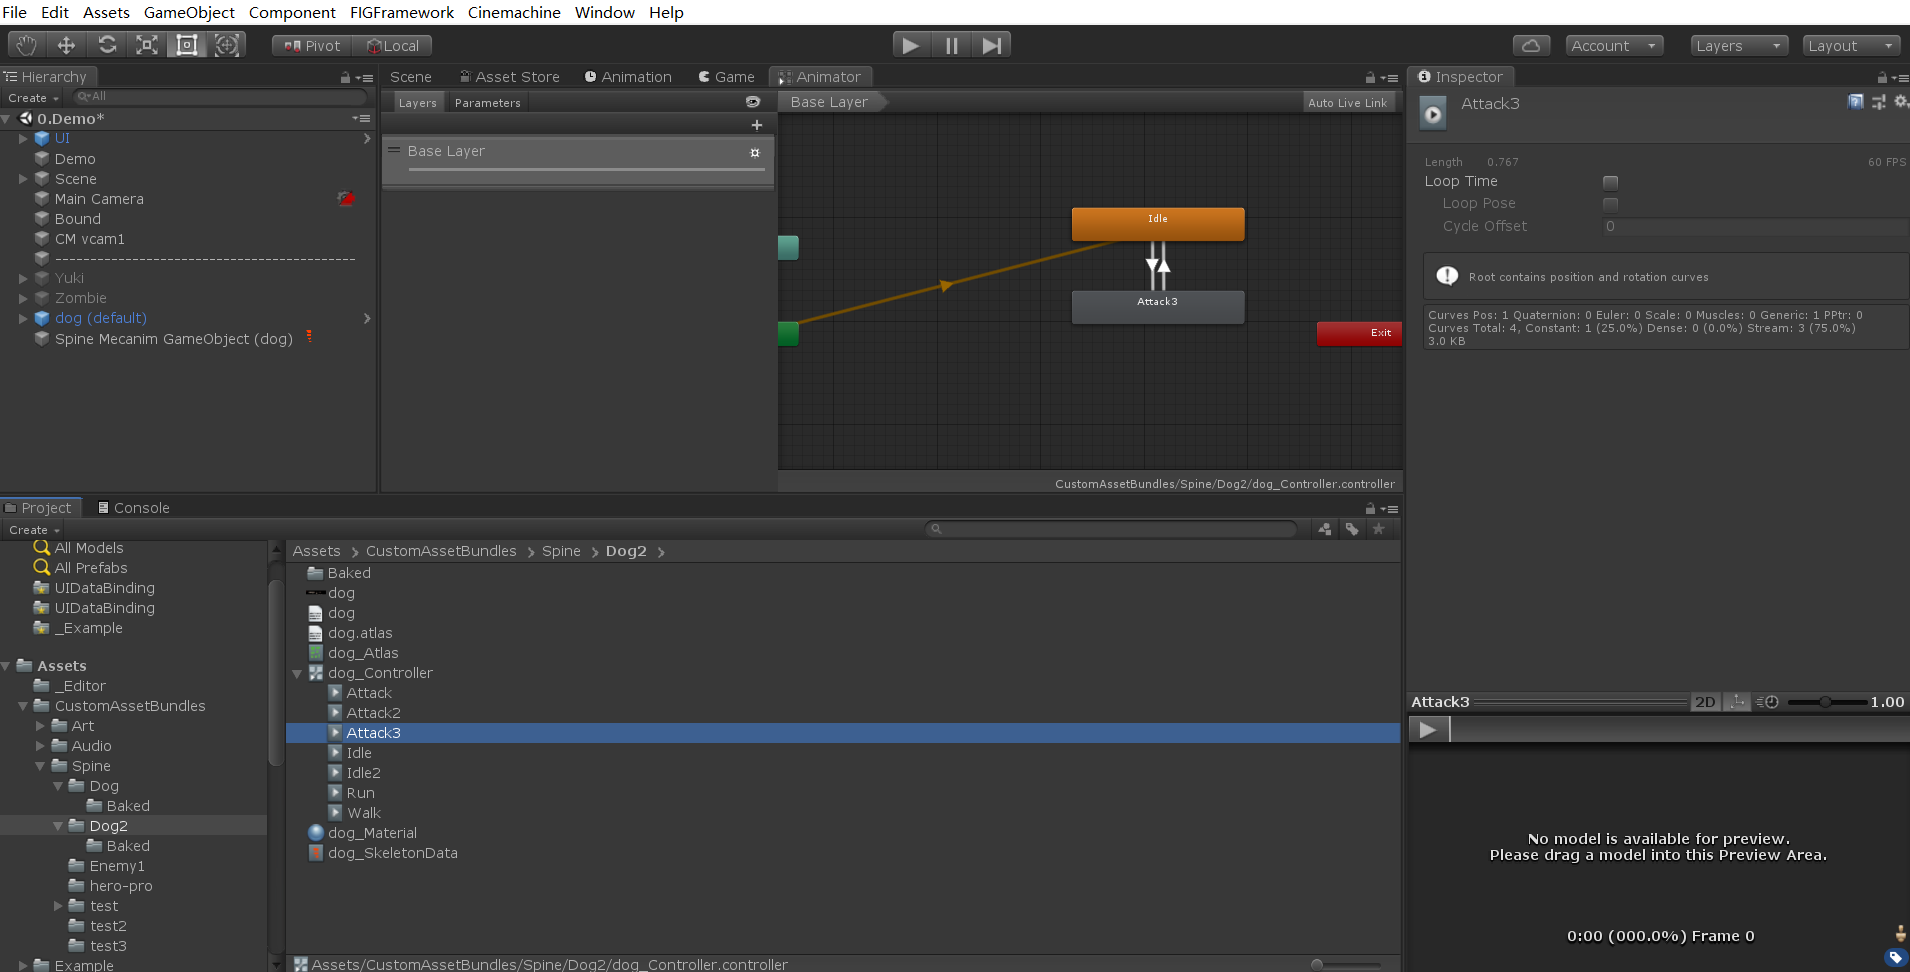 File Edit Assets GameObject Component FIGFramework Cinemachine Window Help
Pivot Local Account Layers Layout
Hierarchy
Create All
0.Demo*
UI
Demo
Scene
Main Camera
Bound
CM vcam1
-------------------------------------------
Yuki
Zombie
dog (default)
Spine Mecanim GameObject (dog)
Scene Asset Store Animation Game Animator
Layers Parameters Base Layer Auto Live Link
Base Layer
Idle
Attack3
Exit
CustomAssetBundles/Spine/Dog2/dog_Controller.controller
Inspector
Attack3
Length 0.767 60 FPS
Loop Time
Loop Pose
Cycle Offset 0
Root contains position and rotation curves
Curves Pos: 1 Quaternion: 0 Euler: 0 Scale: 0 Muscles: 0 Generic: 1 PPtr: 0
Curves Total: 4, Constant: 1 (25.0%) Dense: 0 (0.0%) Stream: 3 (75.0%)
3.0 KB
Project Console
Create
All Models
All Prefabs
UIDataBinding
UIDataBinding
_Example
Assets
_Editor
CustomAssetBundles
Art
Audio
Spine
Dog
Baked
Dog2
Baked
Enemy1
hero-pro
test
test2
test3
Example
Assets CustomAssetBundles Spine Dog2
Baked
dog
dog
dog.atlas
dog_Atlas
dog_Controller
Attack
Attack2
Attack3
Idle
Idle2
Run
Walk
dog_Material
dog_SkeletonData
Assets/CustomAssetBundles/Spine/Dog2/dog_Controller.controller
Attack3 2D 1.00
No model is available for preview.
Please drag a model into this Preview Area.
0:00 (000.0%) Frame 0